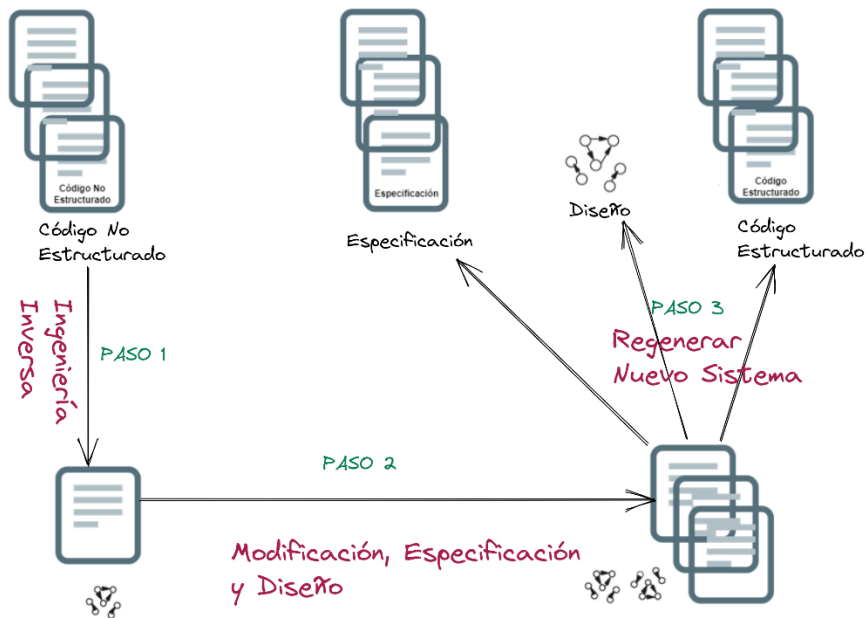 Código No
Estructurado
Especificación
Código
Estructurado
Código No
Estructurado
Especificación
Diseño
Código
Estructurado
Ingeniería
Inversa
PASO 1
PASO 3
Regenerar
Nuevo Sistema
PASO 2
Modificación, Especificación
y Diseño